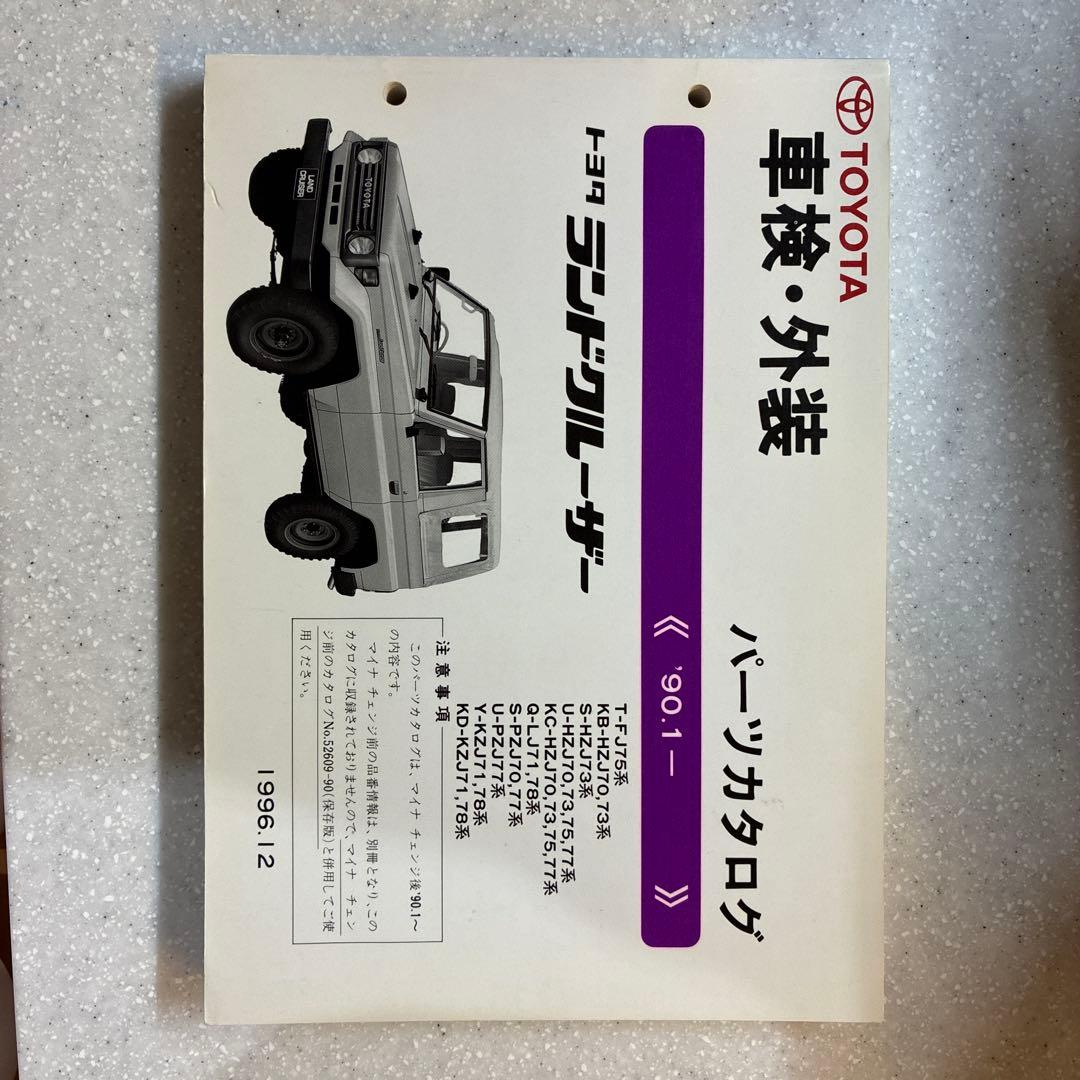 TOYOTA
車検・外装
パーツカタログ
《 '90.1ー 》
トヨタ ランドクルーザー
T-FJ75系
KB-HZJ70,73系
S-HZJ73系
U-HZJ70,73,75,77系
KC-HZJ70,73,75,77系
Q-LJ71,78系
S-PZJ70,77系
U-PZJ77系
Y-KZJ71,78系
KD-KZJ71,78系
TOYOTA
LAND
CRUISER
注意事項
このパーツカタログは、マイナ チェンジ後'90.1〜
の内容です。
マイナ チェンジ前の品番情報は、別冊となり、この
カタログに収録されておりませんので、マイナ チェン
ジ前のカタログNo.52609-90(保存版)と併用してご使
用ください。
1996.12